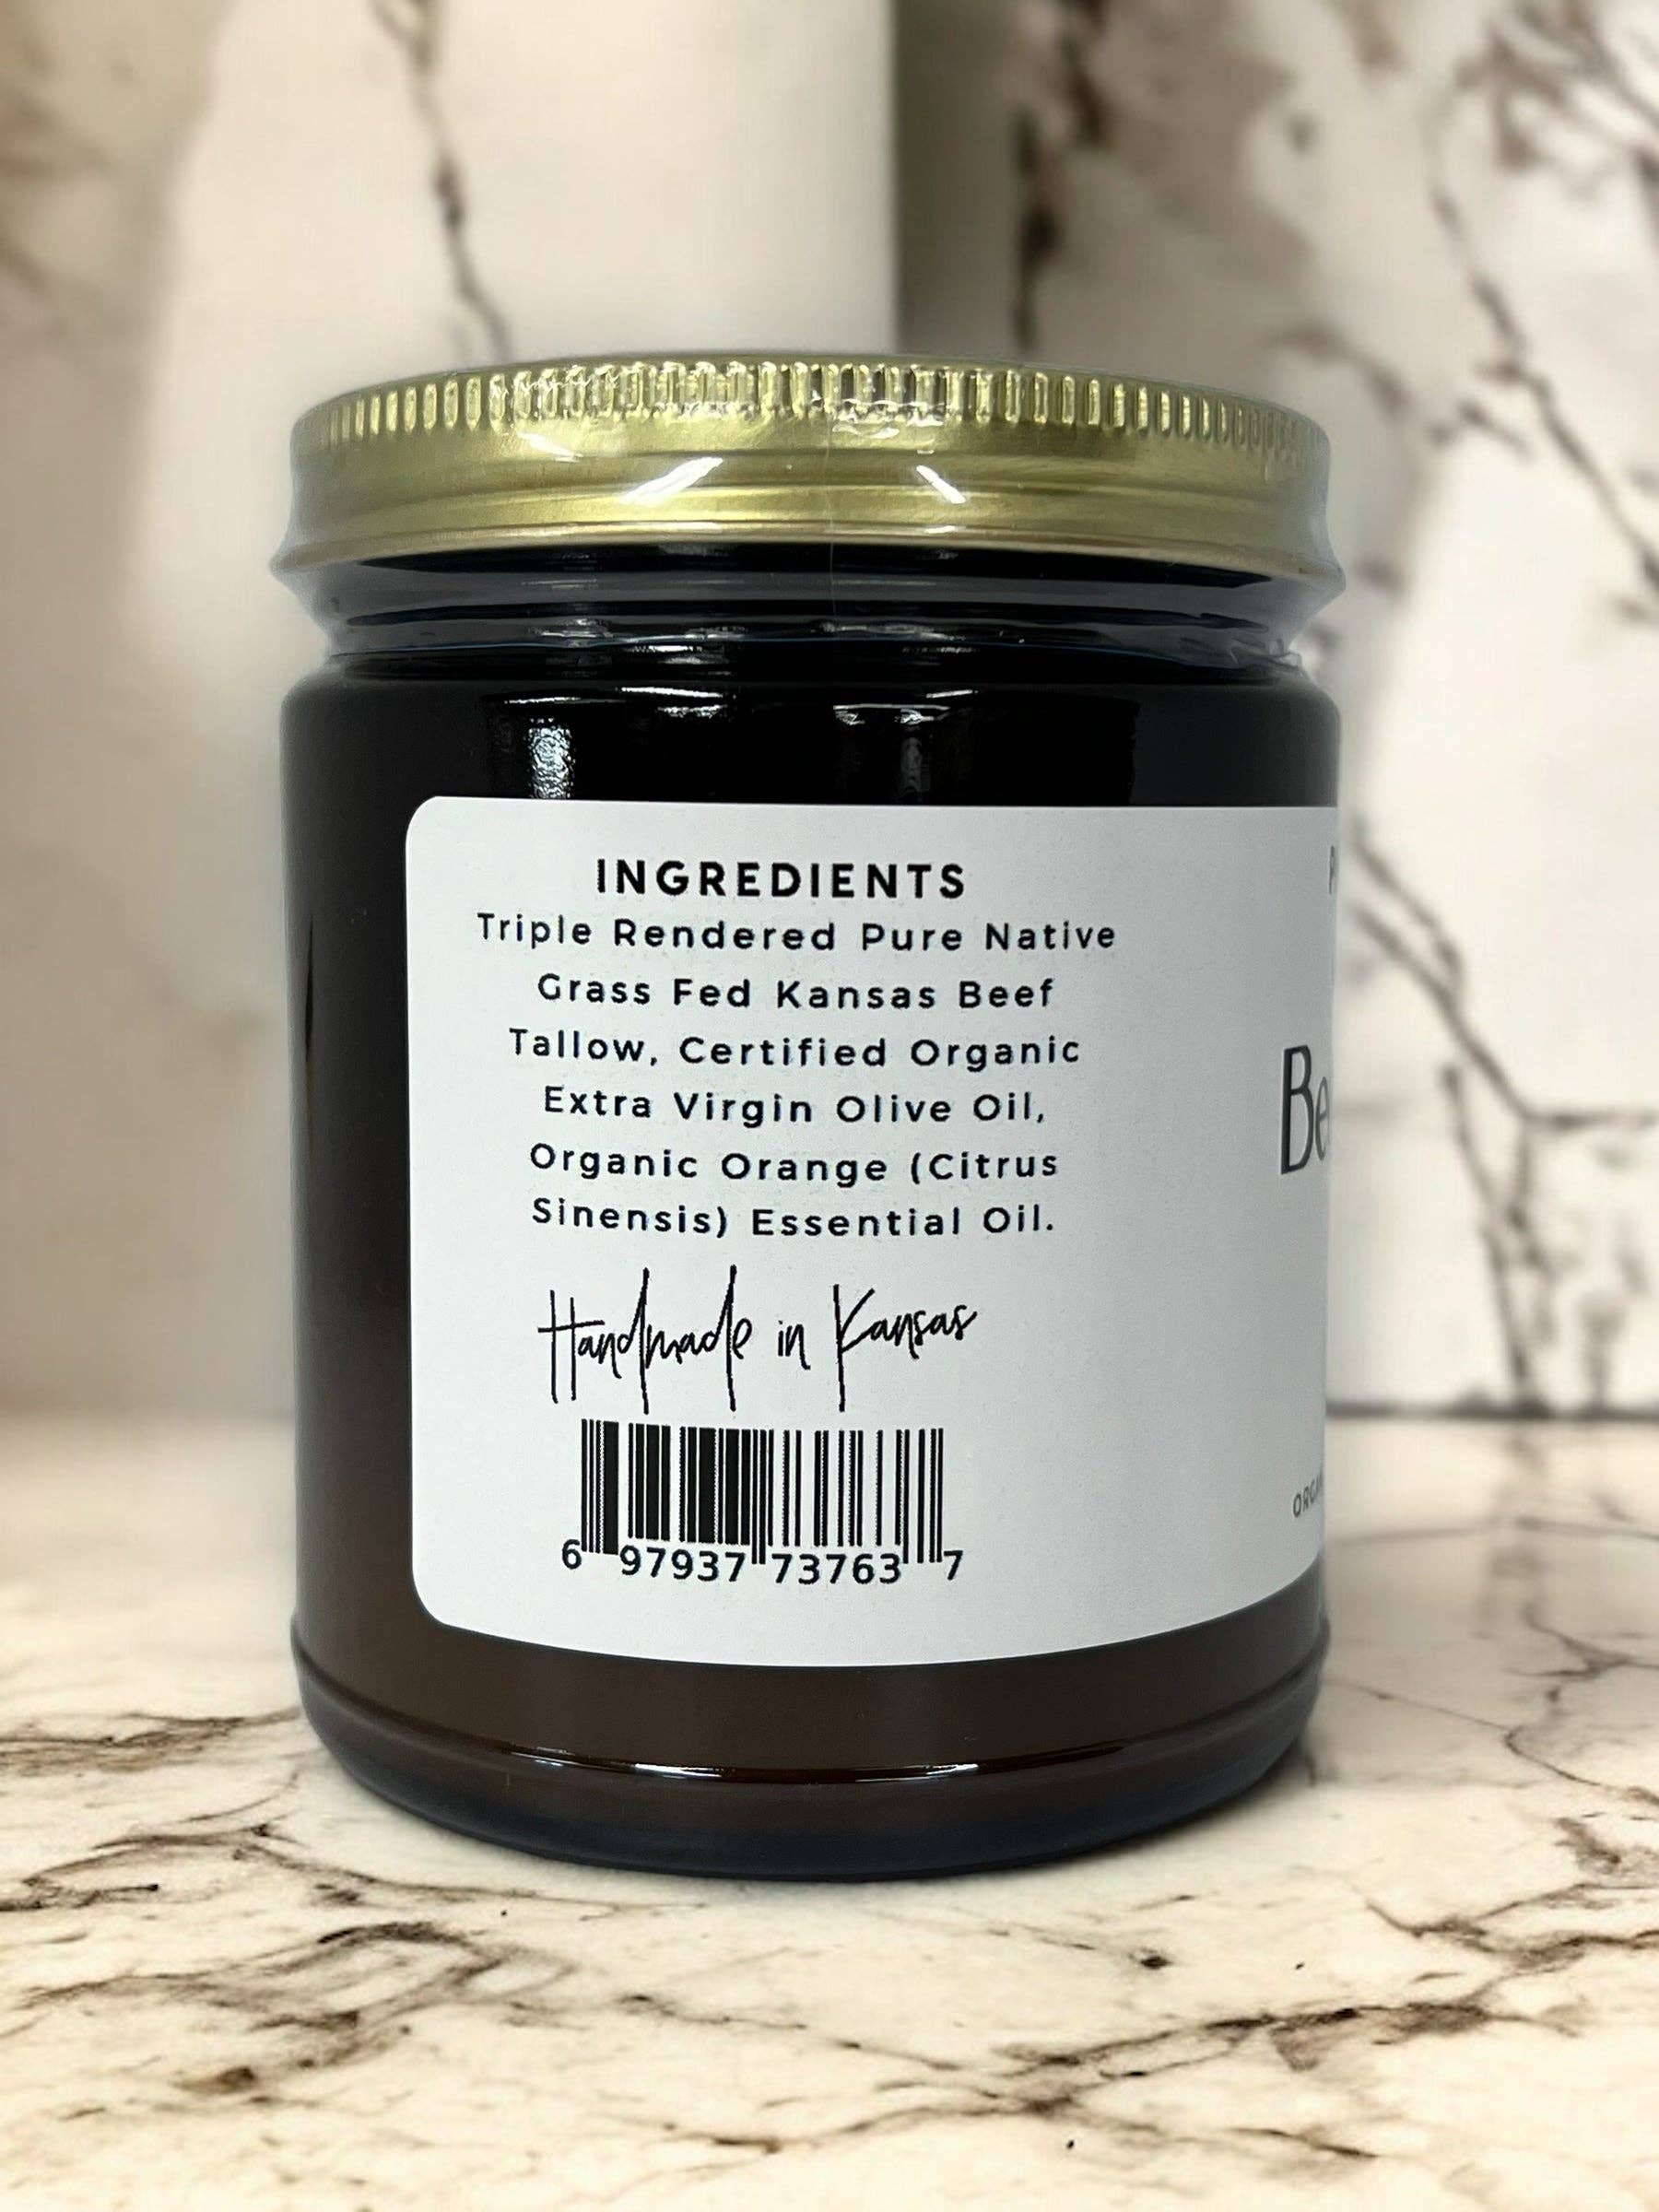 INGREDIENTS
Triple Rendered Pure Native
Grass Fed Kansas Beef
Tallow, Certified Organic
Extra Virgin Olive Oil,
Organic Orange (Citrus
Sinensis) Essential Oil.
Handmade in Kansas
6 97937 73763 7